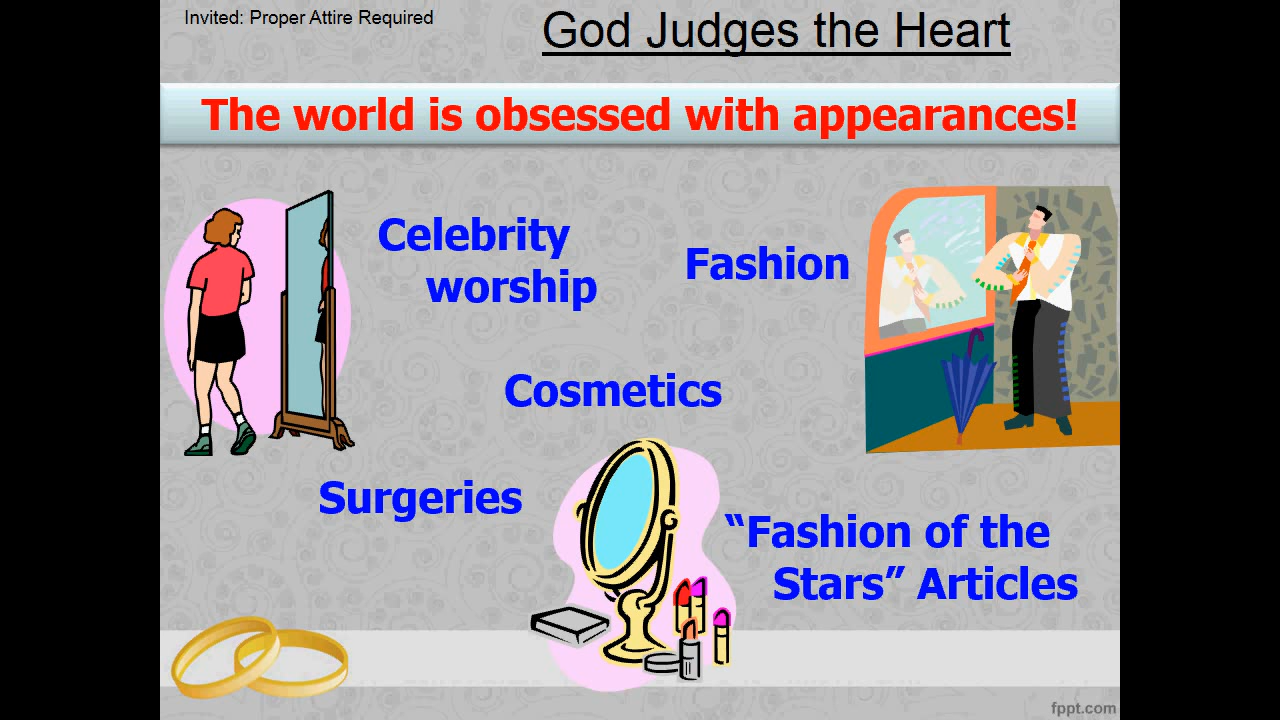 Invited: Proper Attire Required
God Judges the Heart
The world is obsessed with appearances!
Celebrity
worship
Fashion
Cosmetics
Surgeries
“Fashion of the
Stars” Articles
fppt.com